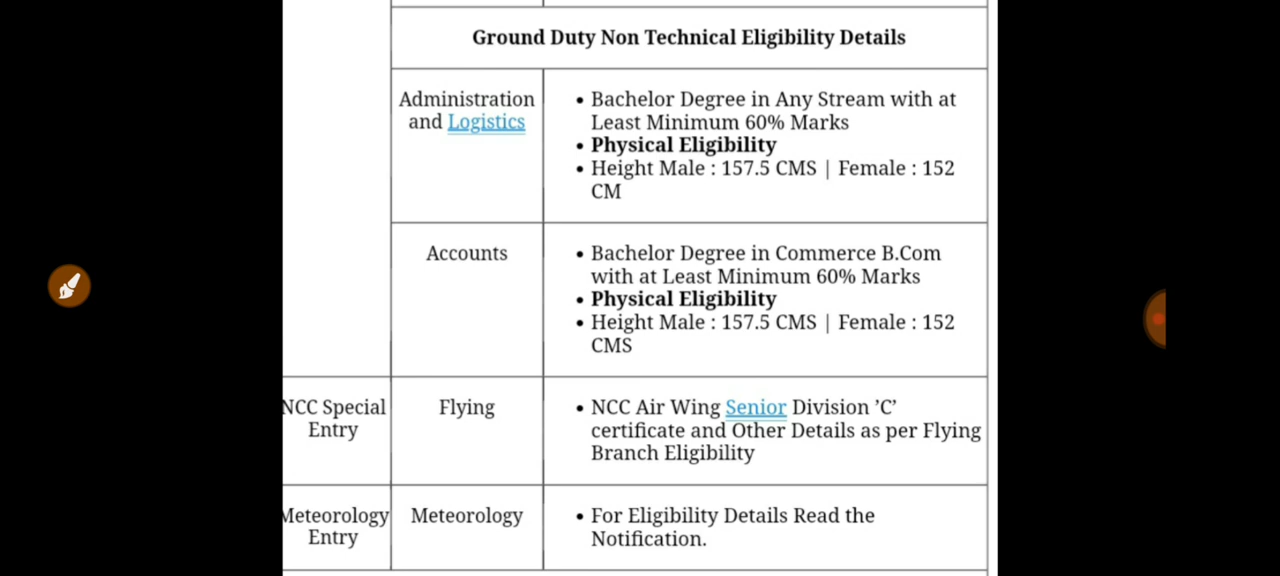 Ground Duty Non Technical Eligibility Details
Administration
and Logistics
• Bachelor Degree in Any Stream with at
Least Minimum 60% Marks
• Physical Eligibility
• Height Male : 157.5 CMS | Female : 152
CM
Accounts
• Bachelor Degree in Commerce B.Com
with at Least Minimum 60% Marks
• Physical Eligibility
• Height Male : 157.5 CMS | Female : 152
CMS
NCC Special
Entry
Flying
• NCC Air Wing Senior Division ’C’
certificate and Other Details as per Flying
Branch Eligibility
Meteorology
Entry
Meteorology
• For Eligibility Details Read the
Notification.